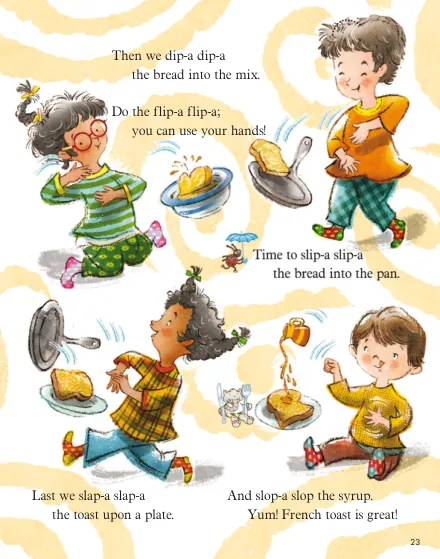 Then we dip-a dip-a
the bread into the mix.
Do the flip-a flip-a;
you can use your hands!
Time to slip-a slip-a
the bread into the pan.
Last we slap-a slap-a
the toast upon a plate.
And slop-a slop the syrup.
Yum! French toast is great!
23